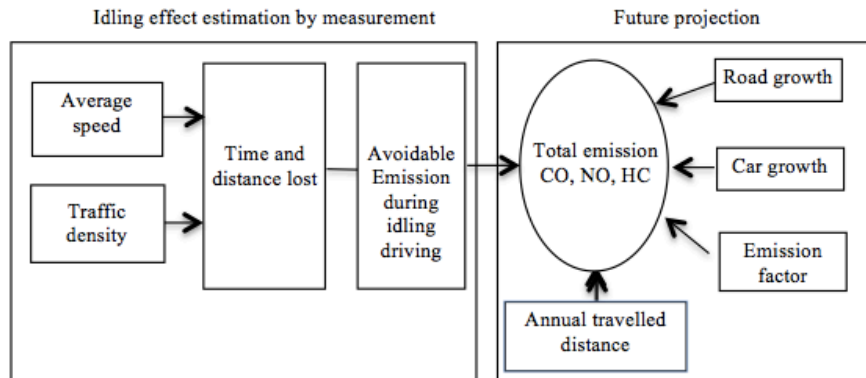 Idling effect estimation by measurement
Future projection
Average
speed
Traffic
density
Time and
distance lost
Avoidable
Emission
during
idling
driving
Total emission
CO, NO, HC
Road growth
Car growth
Emission
factor
Annual travelled
distance